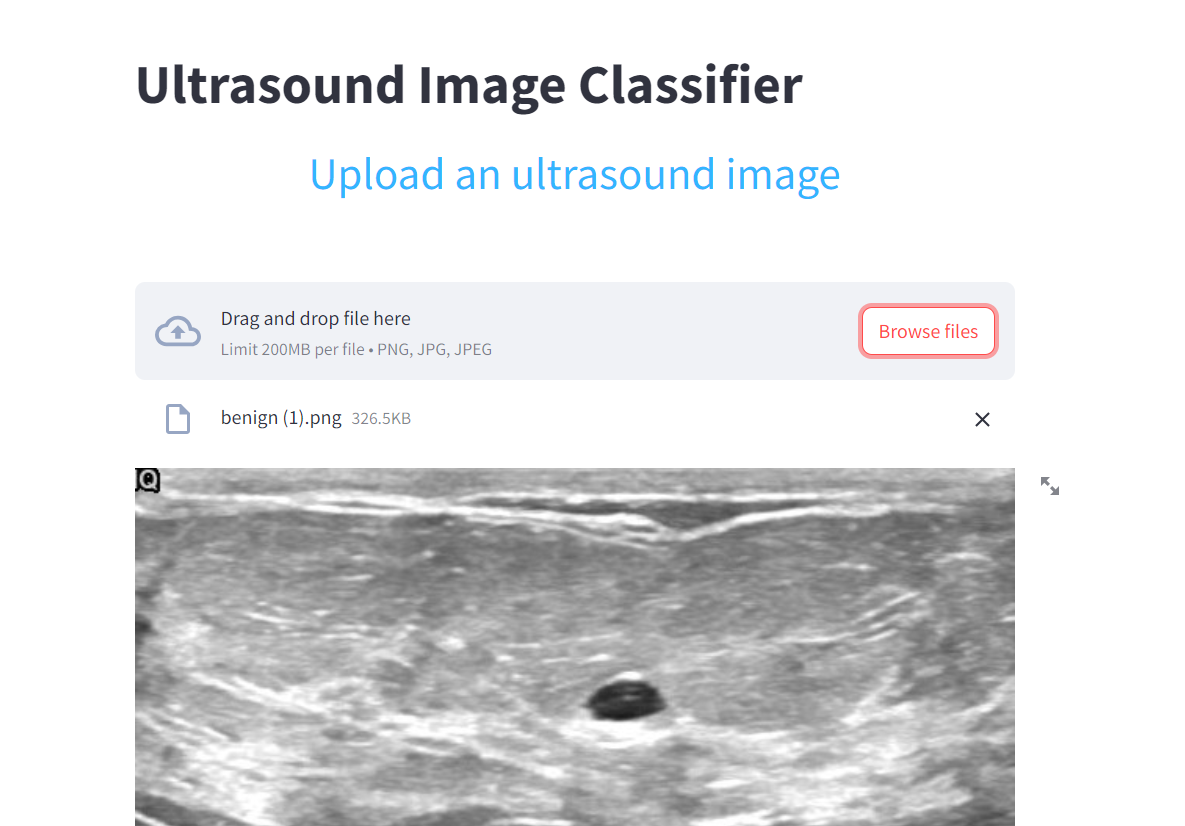 Ultrasound Image Classifier
Upload an ultrasound image
Drag and drop file here
Limit 200MB per file • PNG, JPG, JPEG
Browse files
benign (1).png 326.5KB